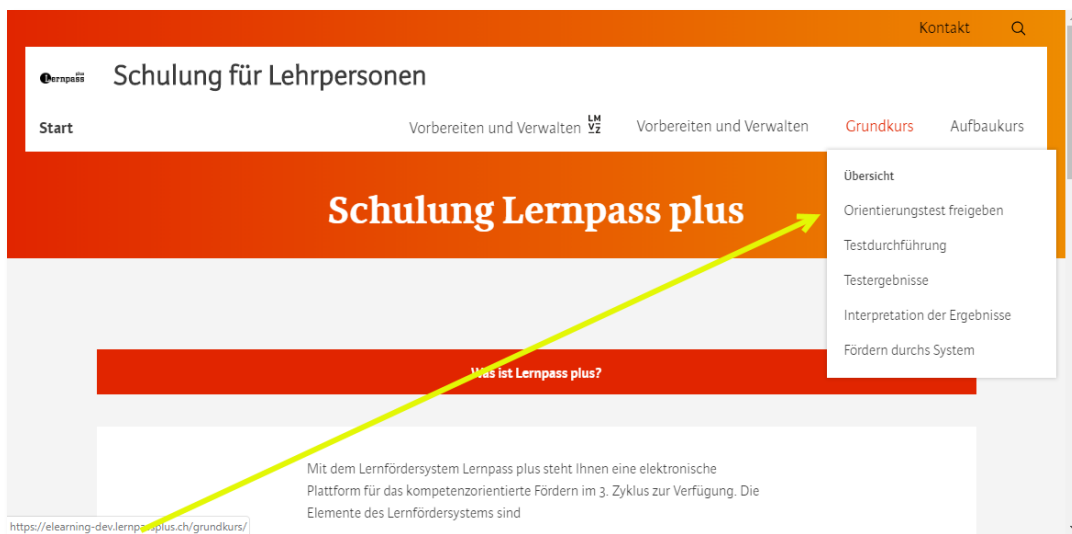 Kontakt
Lernpass plus
Schulung für Lehrpersonen
Start
Vorbereiten und Verwalten LM VZ
Vorbereiten und Verwalten
Grundkurs
Aufbaukurs
Übersicht
Orientierungstest freigeben
Testdurchführung
Testergebnisse
Interpretation der Ergebnisse
Fördern durchs System
Schulung Lernpass plus
Was ist Lernpass plus?
Mit dem Lernfördersystem Lernpass plus steht Ihnen eine elektronische
Plattform für das kompetenzorientierte Fördern im 3. Zyklus zur Verfügung. Die
Elemente des Lernfördersystems sind
https://elearning-dev.lernpassplus.ch/grundkurs/